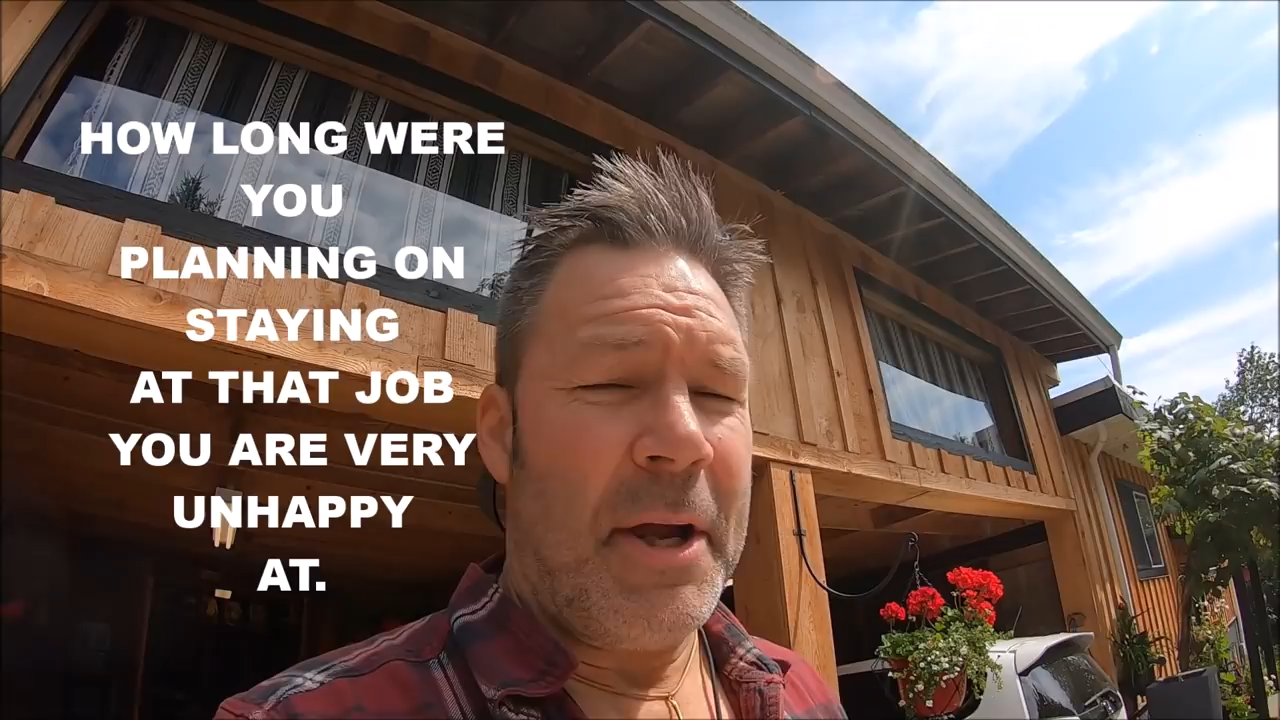 HOW LONG WERE
YOU
PLANNING ON
STAYING
AT THAT JOB
YOU ARE VERY
UNHAPPY
AT.